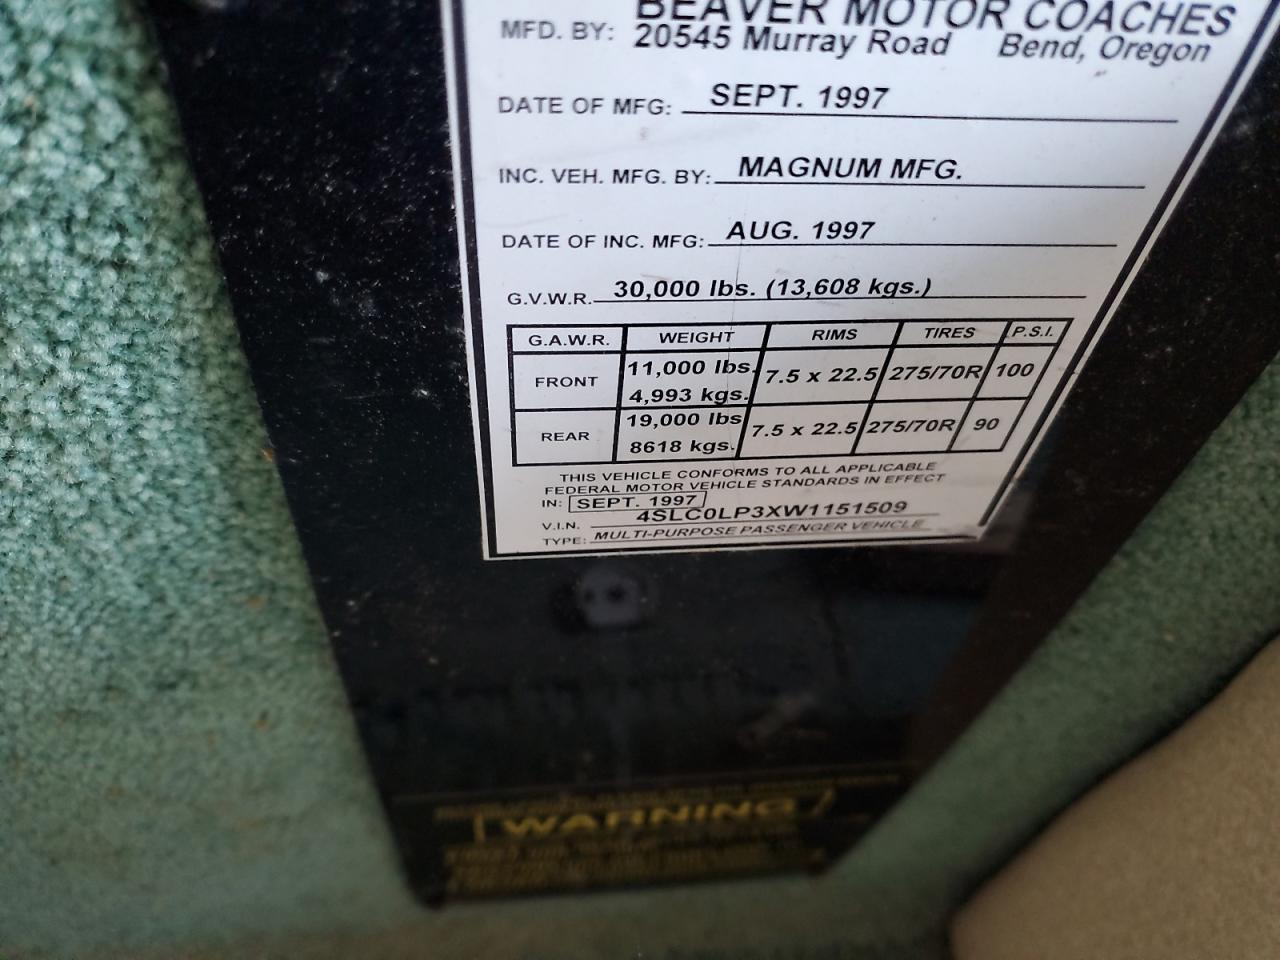 BEAVER MOTOR COACHES
MFD. BY: 20545 Murray Road Bend, Oregon
DATE OF MFG: SEPT. 1997
INC. VEH. MFG. BY: MAGNUM MFG.
DATE OF INC. MFG: AUG. 1997
G.V.W.R. 30,000 lbs. (13,608 kgs.)
G.A.W.R. WEIGHT RIMS TIRES P.S.I.
FRONT 11,000 lbs. 4,993 kgs. 7.5 x 22.5 275/70R 100
REAR 19,000 lbs 8618 kgs. 7.5 x 22.5 275/70R 90
THIS VEHICLE CONFORMS TO ALL APPLICABLE
FEDERAL MOTOR VEHICLE STANDARDS IN EFFECT
IN: SEPT. 1997
V.I.N. 4SLC0LP3XW1151509
TYPE: MULTI-PURPOSE PASSENGER VEHICLE
WARNING